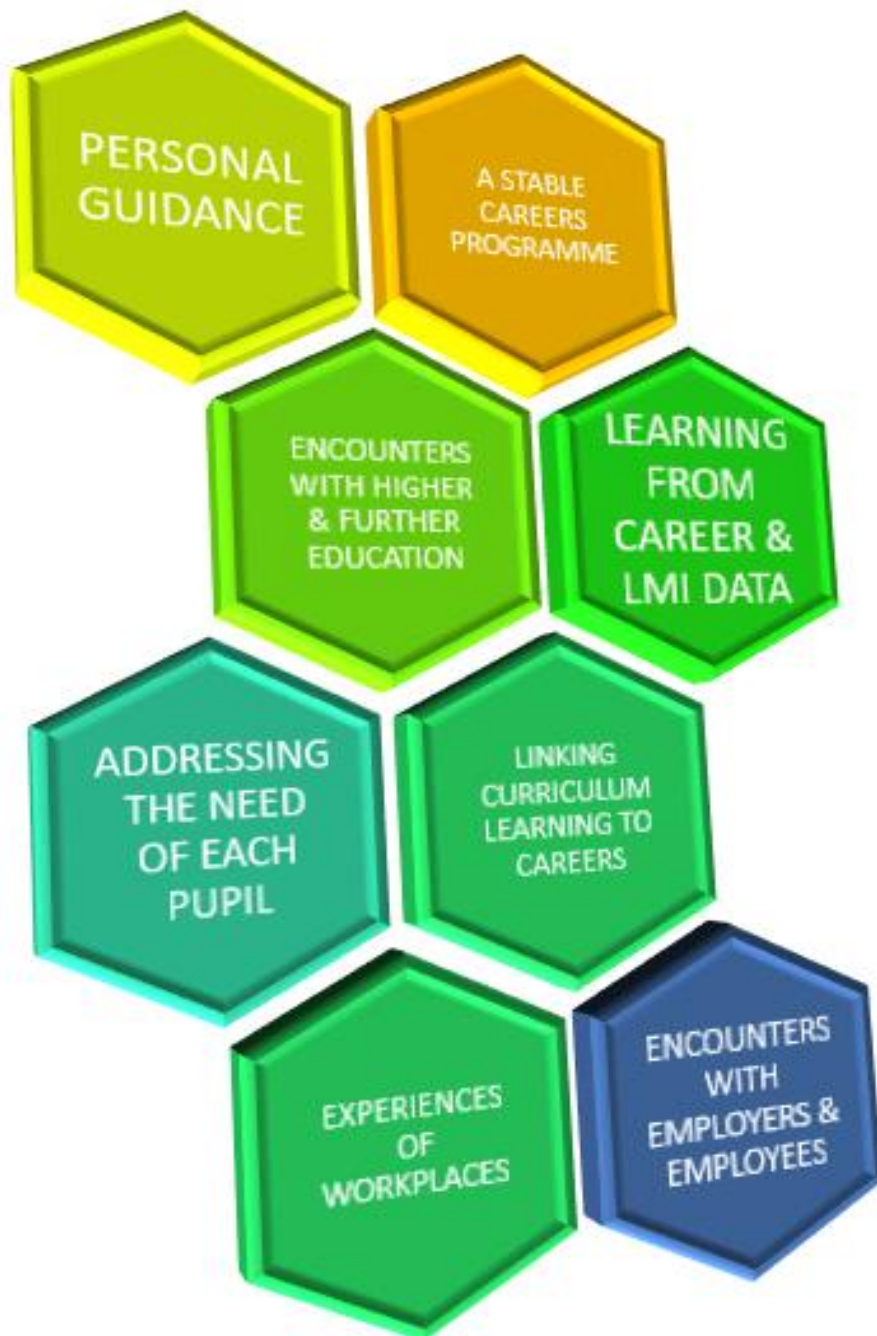 PERSONAL
GUIDANCE
A STABLE
CAREERS
PROGRAMME
ENCOUNTERS
WITH HIGHER
& FURTHER
EDUCATION
LEARNING
FROM
CAREER &
LMI DATA
ADDRESSING
THE NEED
OF EACH
PUPIL
LINKING
CURRICULUM
LEARNING TO
CAREERS
EXPERIENCES
OF
WORKPLACES
ENCOUNTERS
WITH
EMPLOYERS &
EMPLOYEES